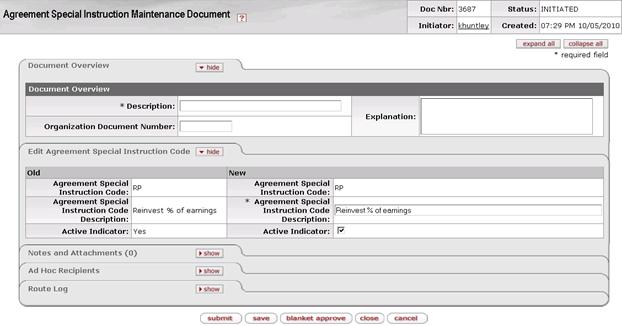 Agreement Special Instruction Maintenance Document ?
Doc Nbr: 3687 Status: INITIATED
Initiator: khuntley Created: 07:29 PM 10/05/2010
expand all collapse all
* required field
Document Overview hide
Document Overview
* Description:
Explanation:
Organization Document Number:
Edit Agreement Special Instruction Code hide
Old New
Agreement Special Instruction Code: RP Agreement Special Instruction Code: RP
Agreement Special Instruction Code Description: Reinvest % of earnings * Agreement Special Instruction Code Description: Reinvest % of earnings
Active Indicator: Yes Active Indicator:
Notes and Attachments (0) show
Ad Hoc Recipients show
Route Log show
submit save blanket approve close cancel